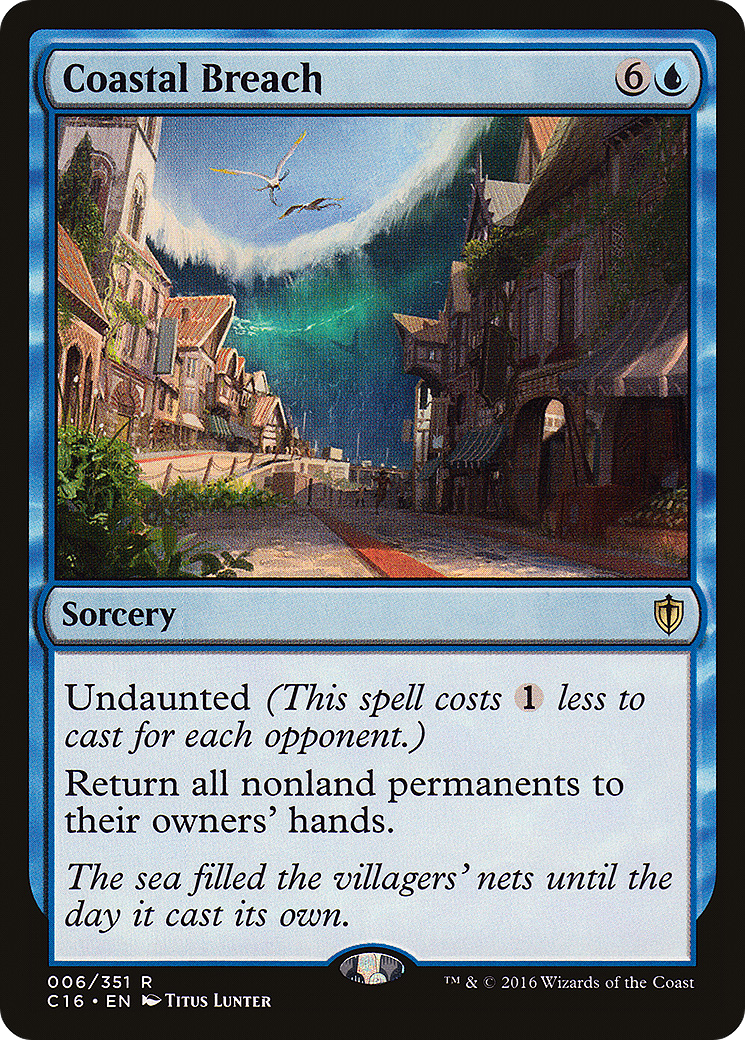 Coastal Breach 6
Sorcery
Undaunted (This spell costs 1 less to
cast for each opponent.)
Return all nonland permanents to
their owners' hands.
The sea filled the villagers' nets until the
day it cast its own.
006/351 R
C16 • EN Titus Lunter
™ & © 2016 Wizards of the Coast